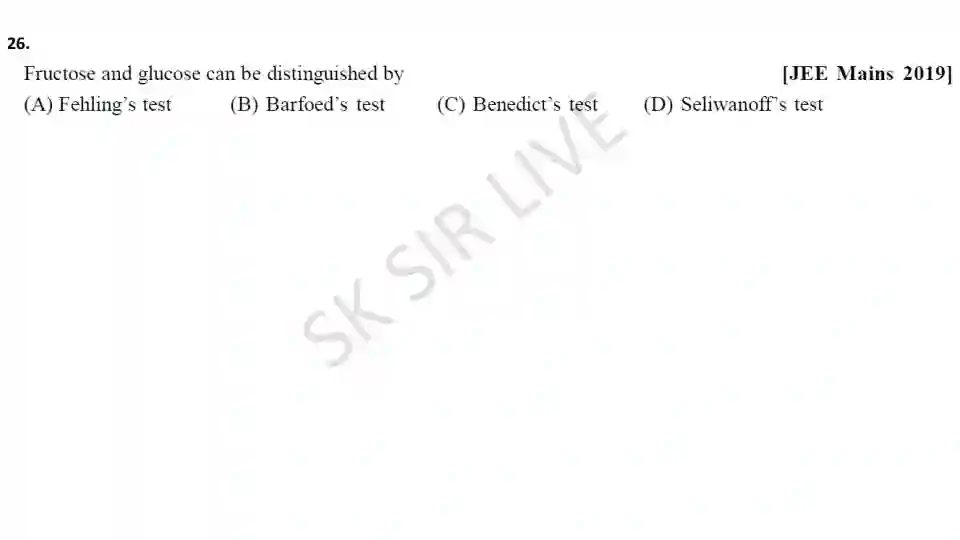 26.
Fructose and glucose can be distinguished by [JEE Mains 2019]
(A) Fehling's test (B) Barfoed's test (C) Benedict's test (D) Seliwanoff's test
SK SIR LIVE